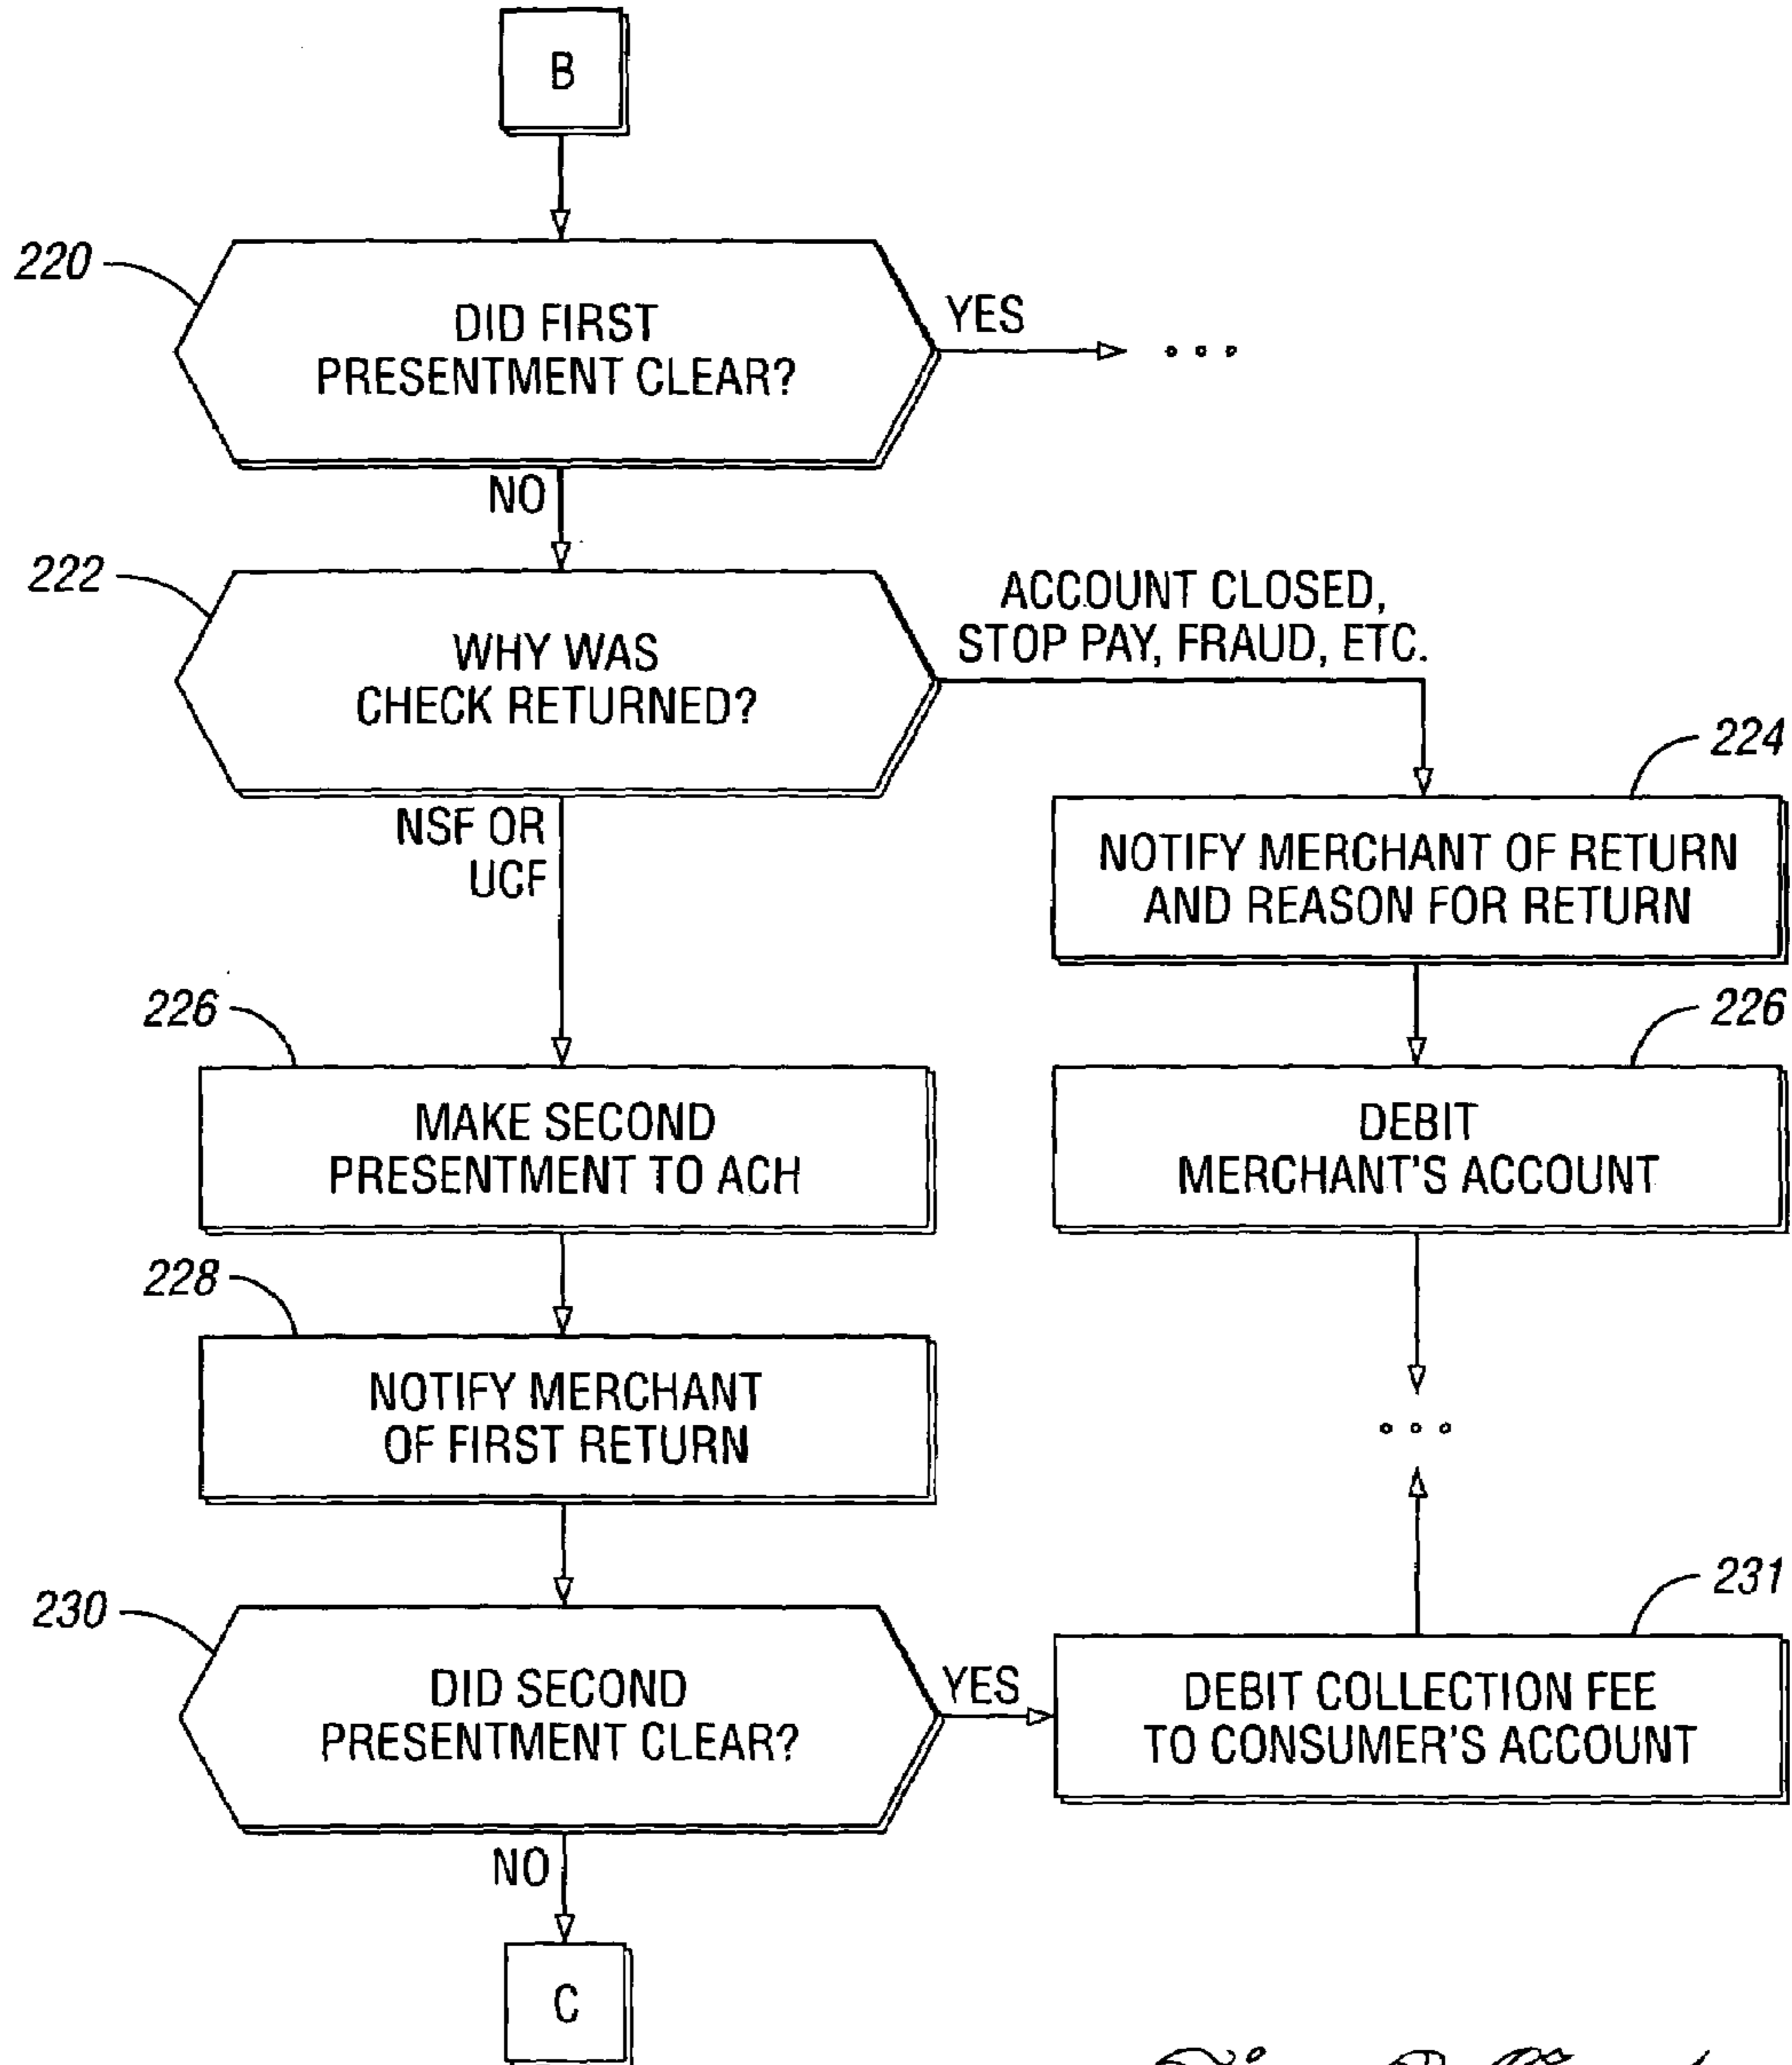 B
220
DID FIRST
PRESENTMENT CLEAR?
YES
NO
222
WHY WAS
CHECK RETURNED?
ACCOUNT CLOSED,
STOP PAY, FRAUD, ETC.
NSF OR
UCF
224
NOTIFY MERCHANT OF RETURN
AND REASON FOR RETURN
226
MAKE SECOND
PRESENTMENT TO ACH
226
DEBIT
MERCHANT'S ACCOUNT
228
NOTIFY MERCHANT
OF FIRST RETURN
230
DID SECOND
PRESENTMENT CLEAR?
YES
231
DEBIT COLLECTION FEE
TO CONSUMER'S ACCOUNT
NO
C